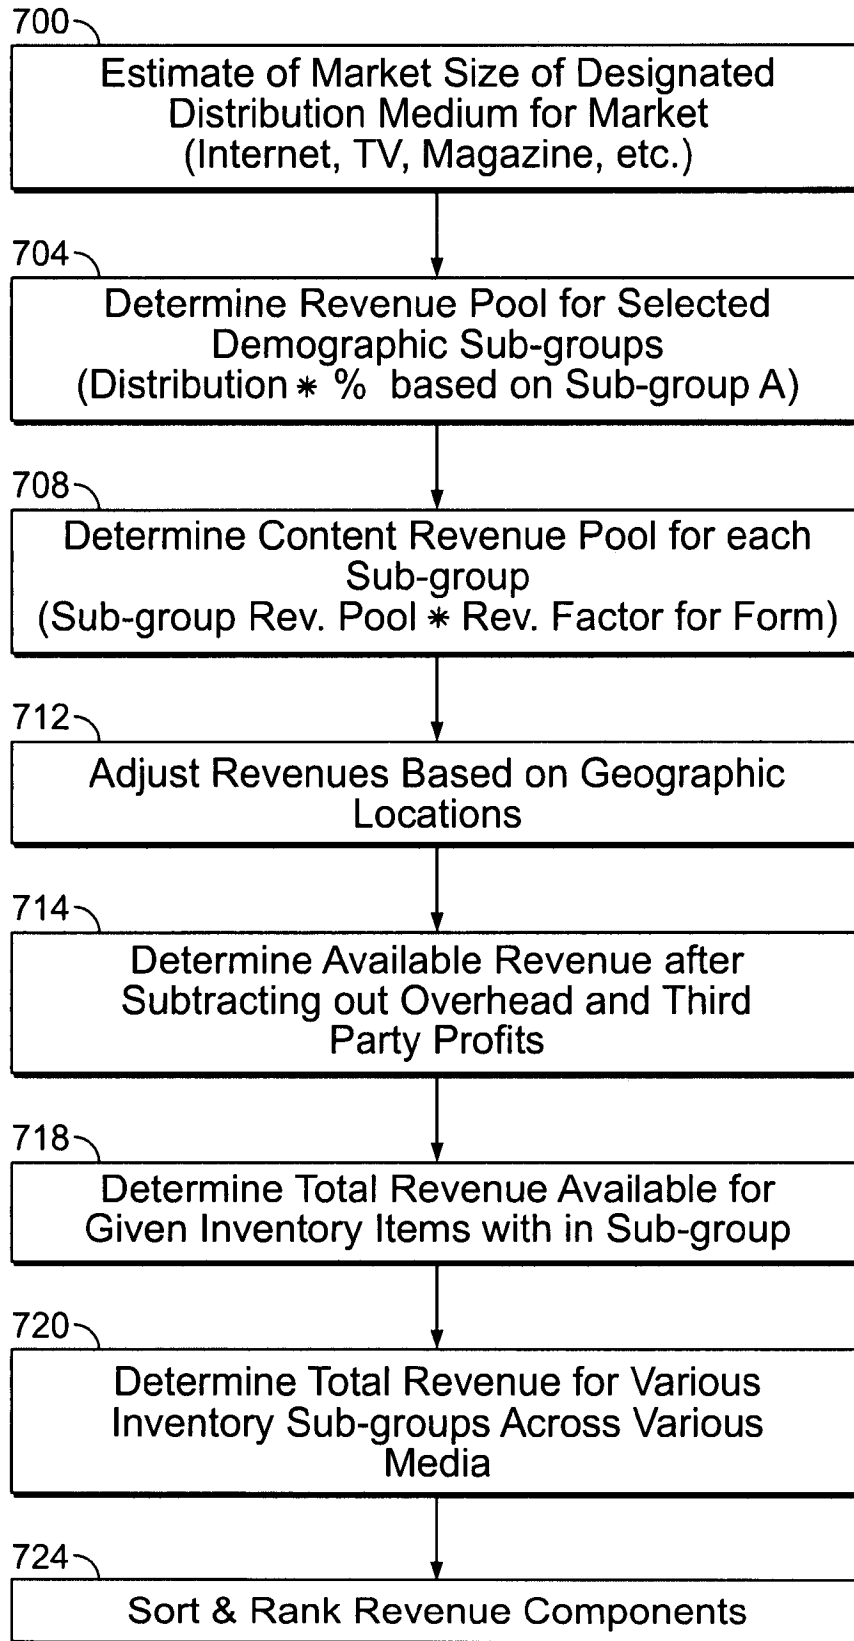 700
Estimate of Market Size of Designated
Distribution Medium for Market
(Internet, TV, Magazine, etc.)
704
Determine Revenue Pool for Selected
Demographic Sub-groups
(Distribution * % based on Sub-group A)
708
Determine Content Revenue Pool for each
Sub-group
(Sub-group Rev. Pool * Rev. Factor for Form)
712
Adjust Revenues Based on Geographic
Locations
714
Determine Available Revenue after
Subtracting out Overhead and Third
Party Profits
718
Determine Total Revenue Available for
Given Inventory Items with in Sub-group
720
Determine Total Revenue for Various
Inventory Sub-groups Across Various
Media
724
Sort & Rank Revenue Components